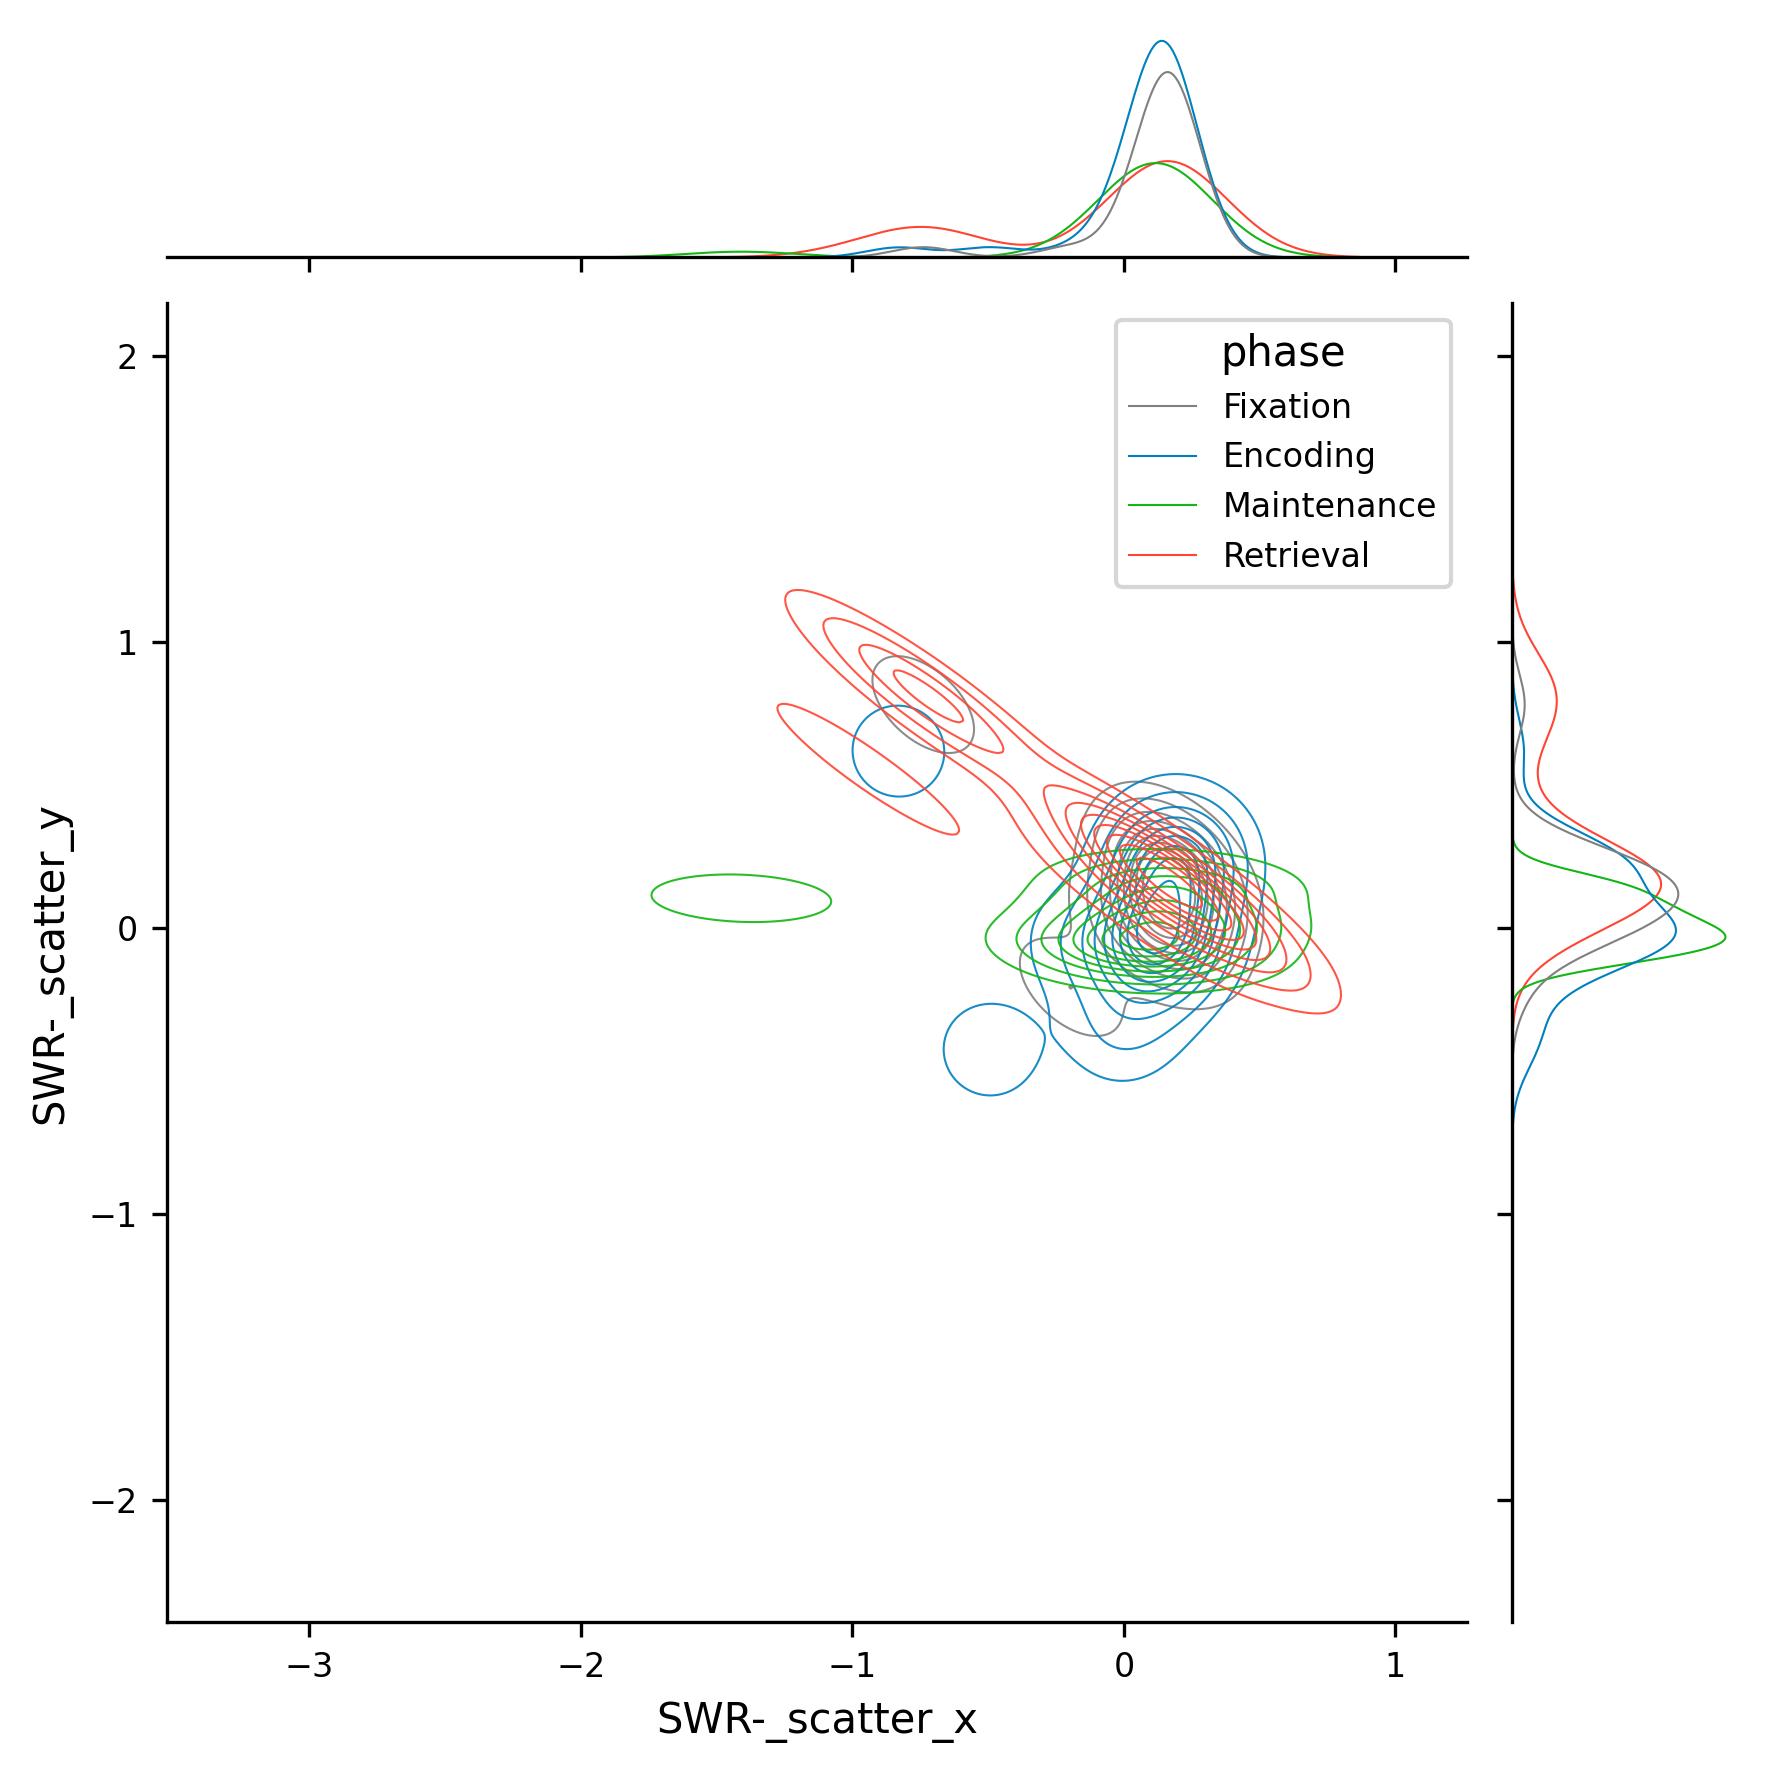 phase
Fixation
Encoding
Maintenance
Retrieval
2
1
0
−1
−2
SWR-_scatter_y
−3
−2
−1
0
1
SWR-_scatter_x